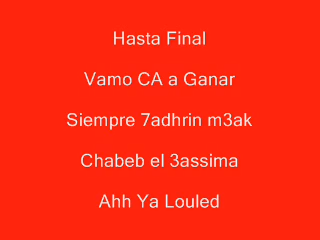 Hasta Final
Vamo CA a Ganar
Siempre 7adhrin m3ak
Chabeb el 3assima
Ahh Ya Louled